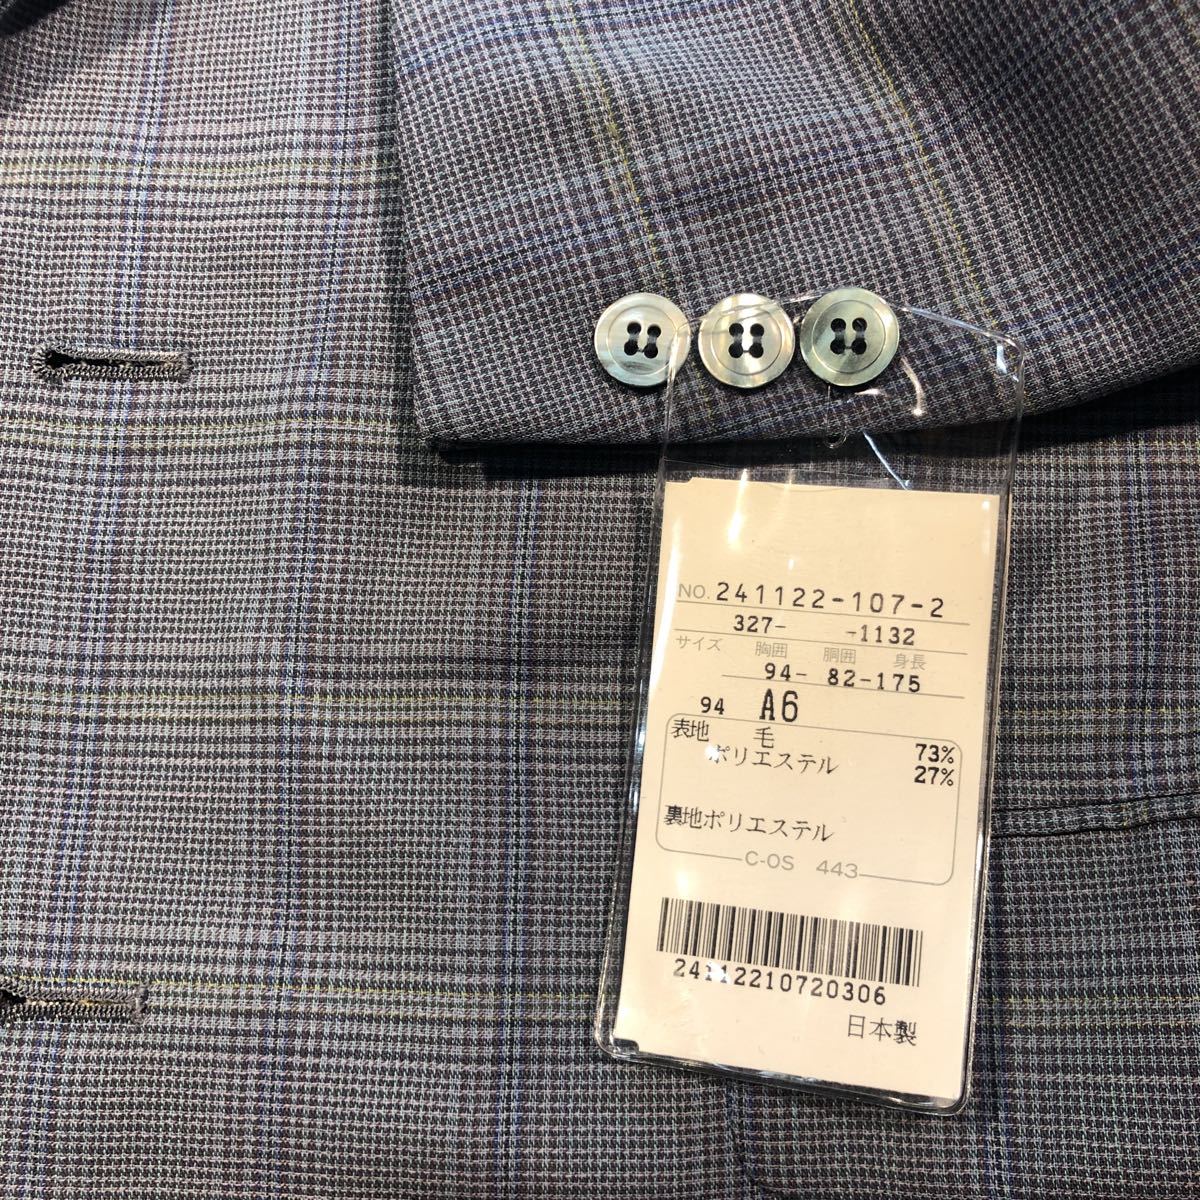 NO. 241122-107-2
327- -1132
サイズ 胸囲 胴囲 身長
94- 82-175
94 A6
表地 毛 73%
ポリエステル 27%
裏地ポリエステル
C-OS 443
24112210720306
日本製